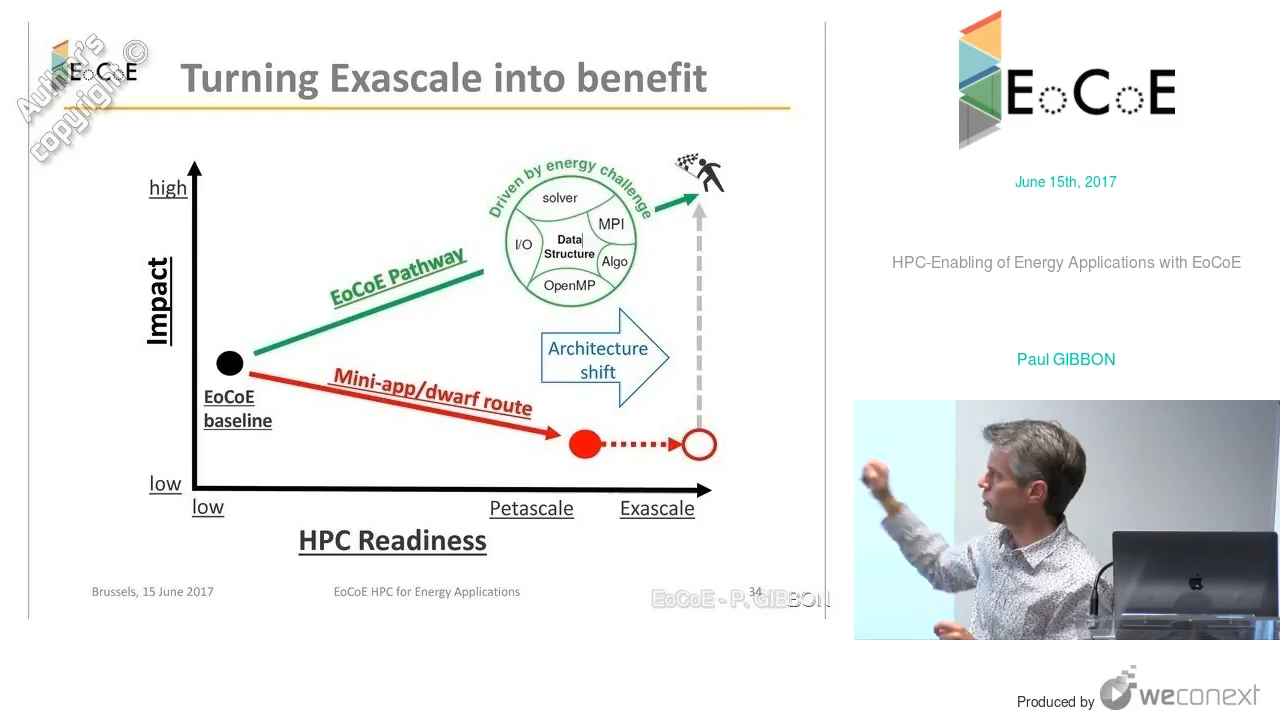 Author's
copyright ©
EoCoE
Turning Exascale into benefit
high
Impact
low
low
EoCoE Pathway
Driven by energy challenge
solver
MPI
I/O
Data
Structure
Algo
OpenMP
Architecture
shift
Mini-app/dwarf route
EoCoE
baseline
Petascale
Exascale
HPC Readiness
Brussels, 15 June 2017
EoCoE HPC for Energy Applications
34
EoCoE - P. GIBBON
EoCoE
June 15th, 2017
HPC-Enabling of Energy Applications with EoCoE
Paul GIBBON
Produced by
weconext